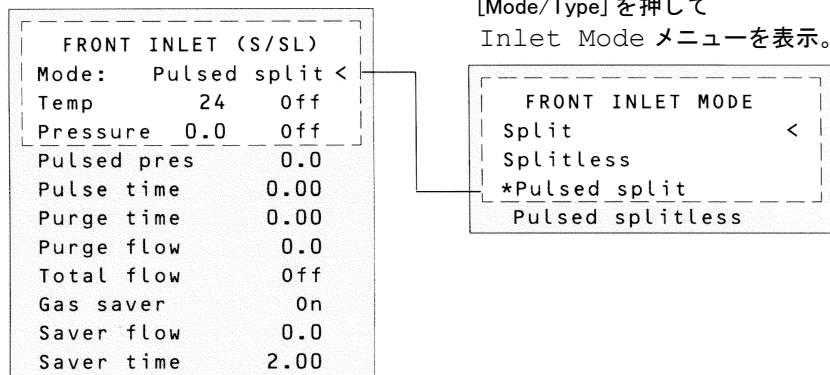 [Mode/Type] を押して
Inlet Mode メニューを表示。
FRONT INLET (S/SL)
Mode: Pulsed split <
Temp 24 Off
Pressure 0.0 Off
Pulsed pres 0.0
Pulse time 0.00
Purge time 0.00
Purge flow 0.0
Total flow Off
Gas saver On
Saver flow 0.0
Saver time 2.00
FRONT INLET MODE
Split <
Splitless
*Pulsed split
Pulsed splitless